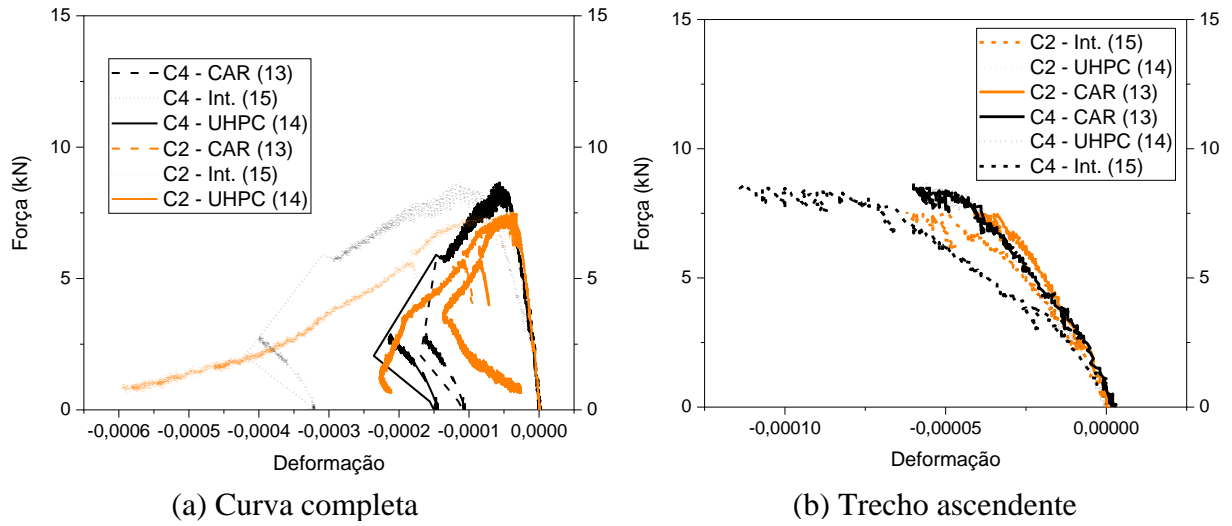 15
10
5
0
Força (kN)
C4 - CAR (13)
C4 - Int. (15)
C4 - UHPC (14)
C2 - CAR (13)
C2 - Int. (15)
C2 - UHPC (14)
15
10
5
0
-0,0006 -0,0005 -0,0004 -0,0003 -0,0002 -0,0001 0,0000
Deformação
(a) Curva completa
15
10
5
0
Força (kN)
C2 - Int. (15)
C2 - UHPC (14)
C2 - CAR (13)
C4 - CAR (13)
C4 - UHPC (14)
C4 - Int. (15)
15
10
5
0
-0,00010 -0,00005 0,00000
Deformação
(b) Trecho ascendente